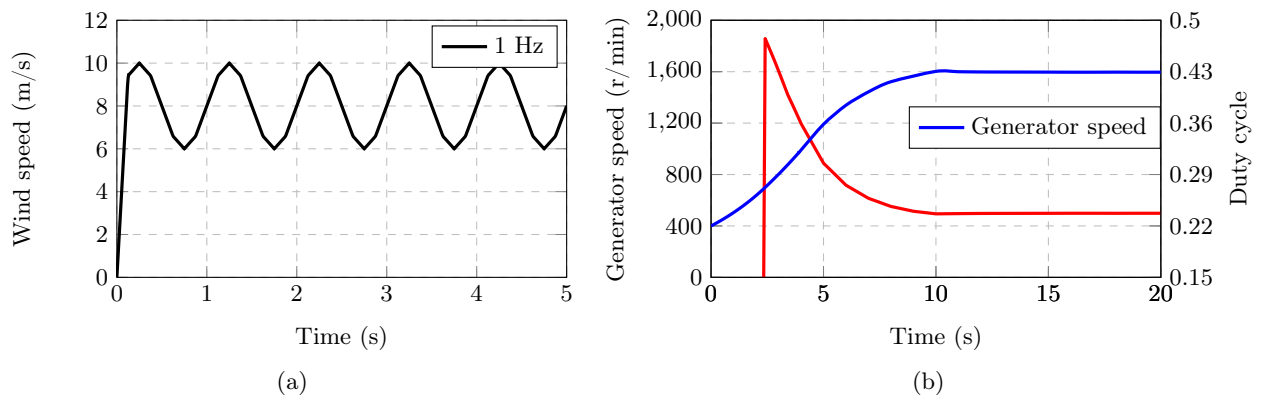 Wind speed (m/s)
12
10
8
6
4
2
0
0 1 2 3 4 5
1 Hz
Time (s)
(a)
Generator speed (r/min)
2,000
1,600
1,200
800
400
0
0 5 10 15 20
Generator speed
0.5
0.43
0.36
0.29
0.22
0.15
Duty cycle
Time (s)
(b)